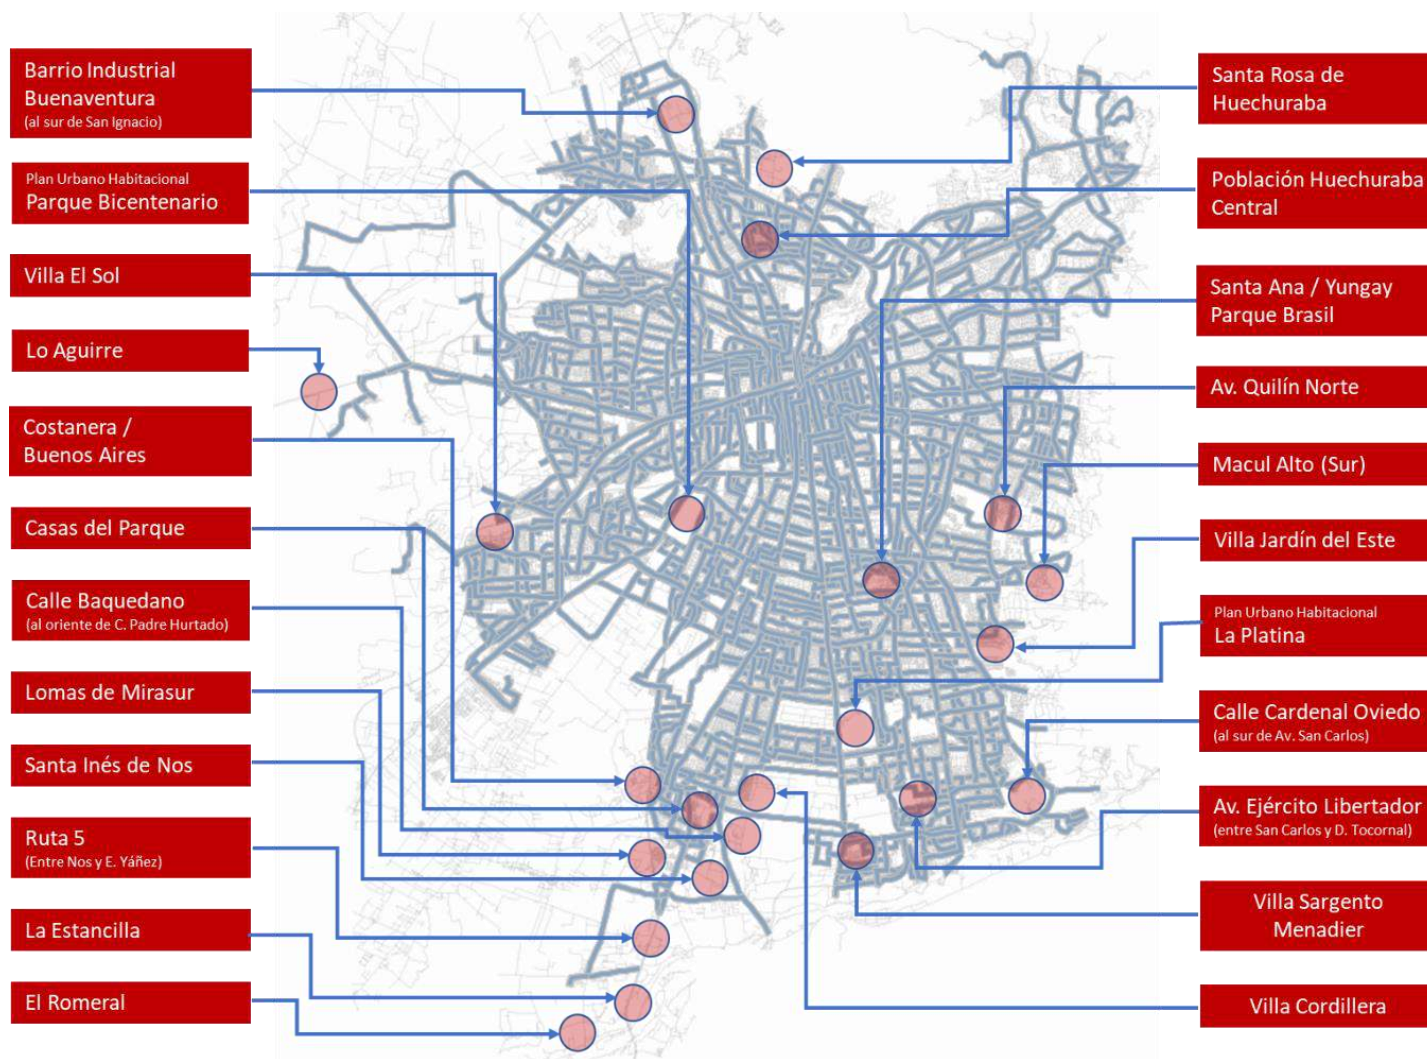 Barrio Industrial
Buenaventura
(al sur de San Ignacio)
Plan Urbano Habitacional
Parque Bicentenario
Villa El Sol
Lo Aguirre
Costanera /
Buenos Aires
Casas del Parque
Calle Baquedano
(al oriente de C. Padre Hurtado)
Lomas de Mirasur
Santa Inés de Nos
Ruta 5
(Entre Nos y E. Yáñez)
La Estancilla
El Romeral
Santa Rosa de
Huechuraba
Población Huechuraba
Central
Santa Ana / Yungay
Parque Brasil
Av. Quilín Norte
Macul Alto (Sur)
Villa Jardín del Este
Plan Urbano Habitacional
La Platina
Calle Cardenal Oviedo
(al sur de Av. San Carlos)
Av. Ejército Libertador
(entre San Carlos y D. Tocornal)
Villa Sargento
Menadier
Villa Cordillera